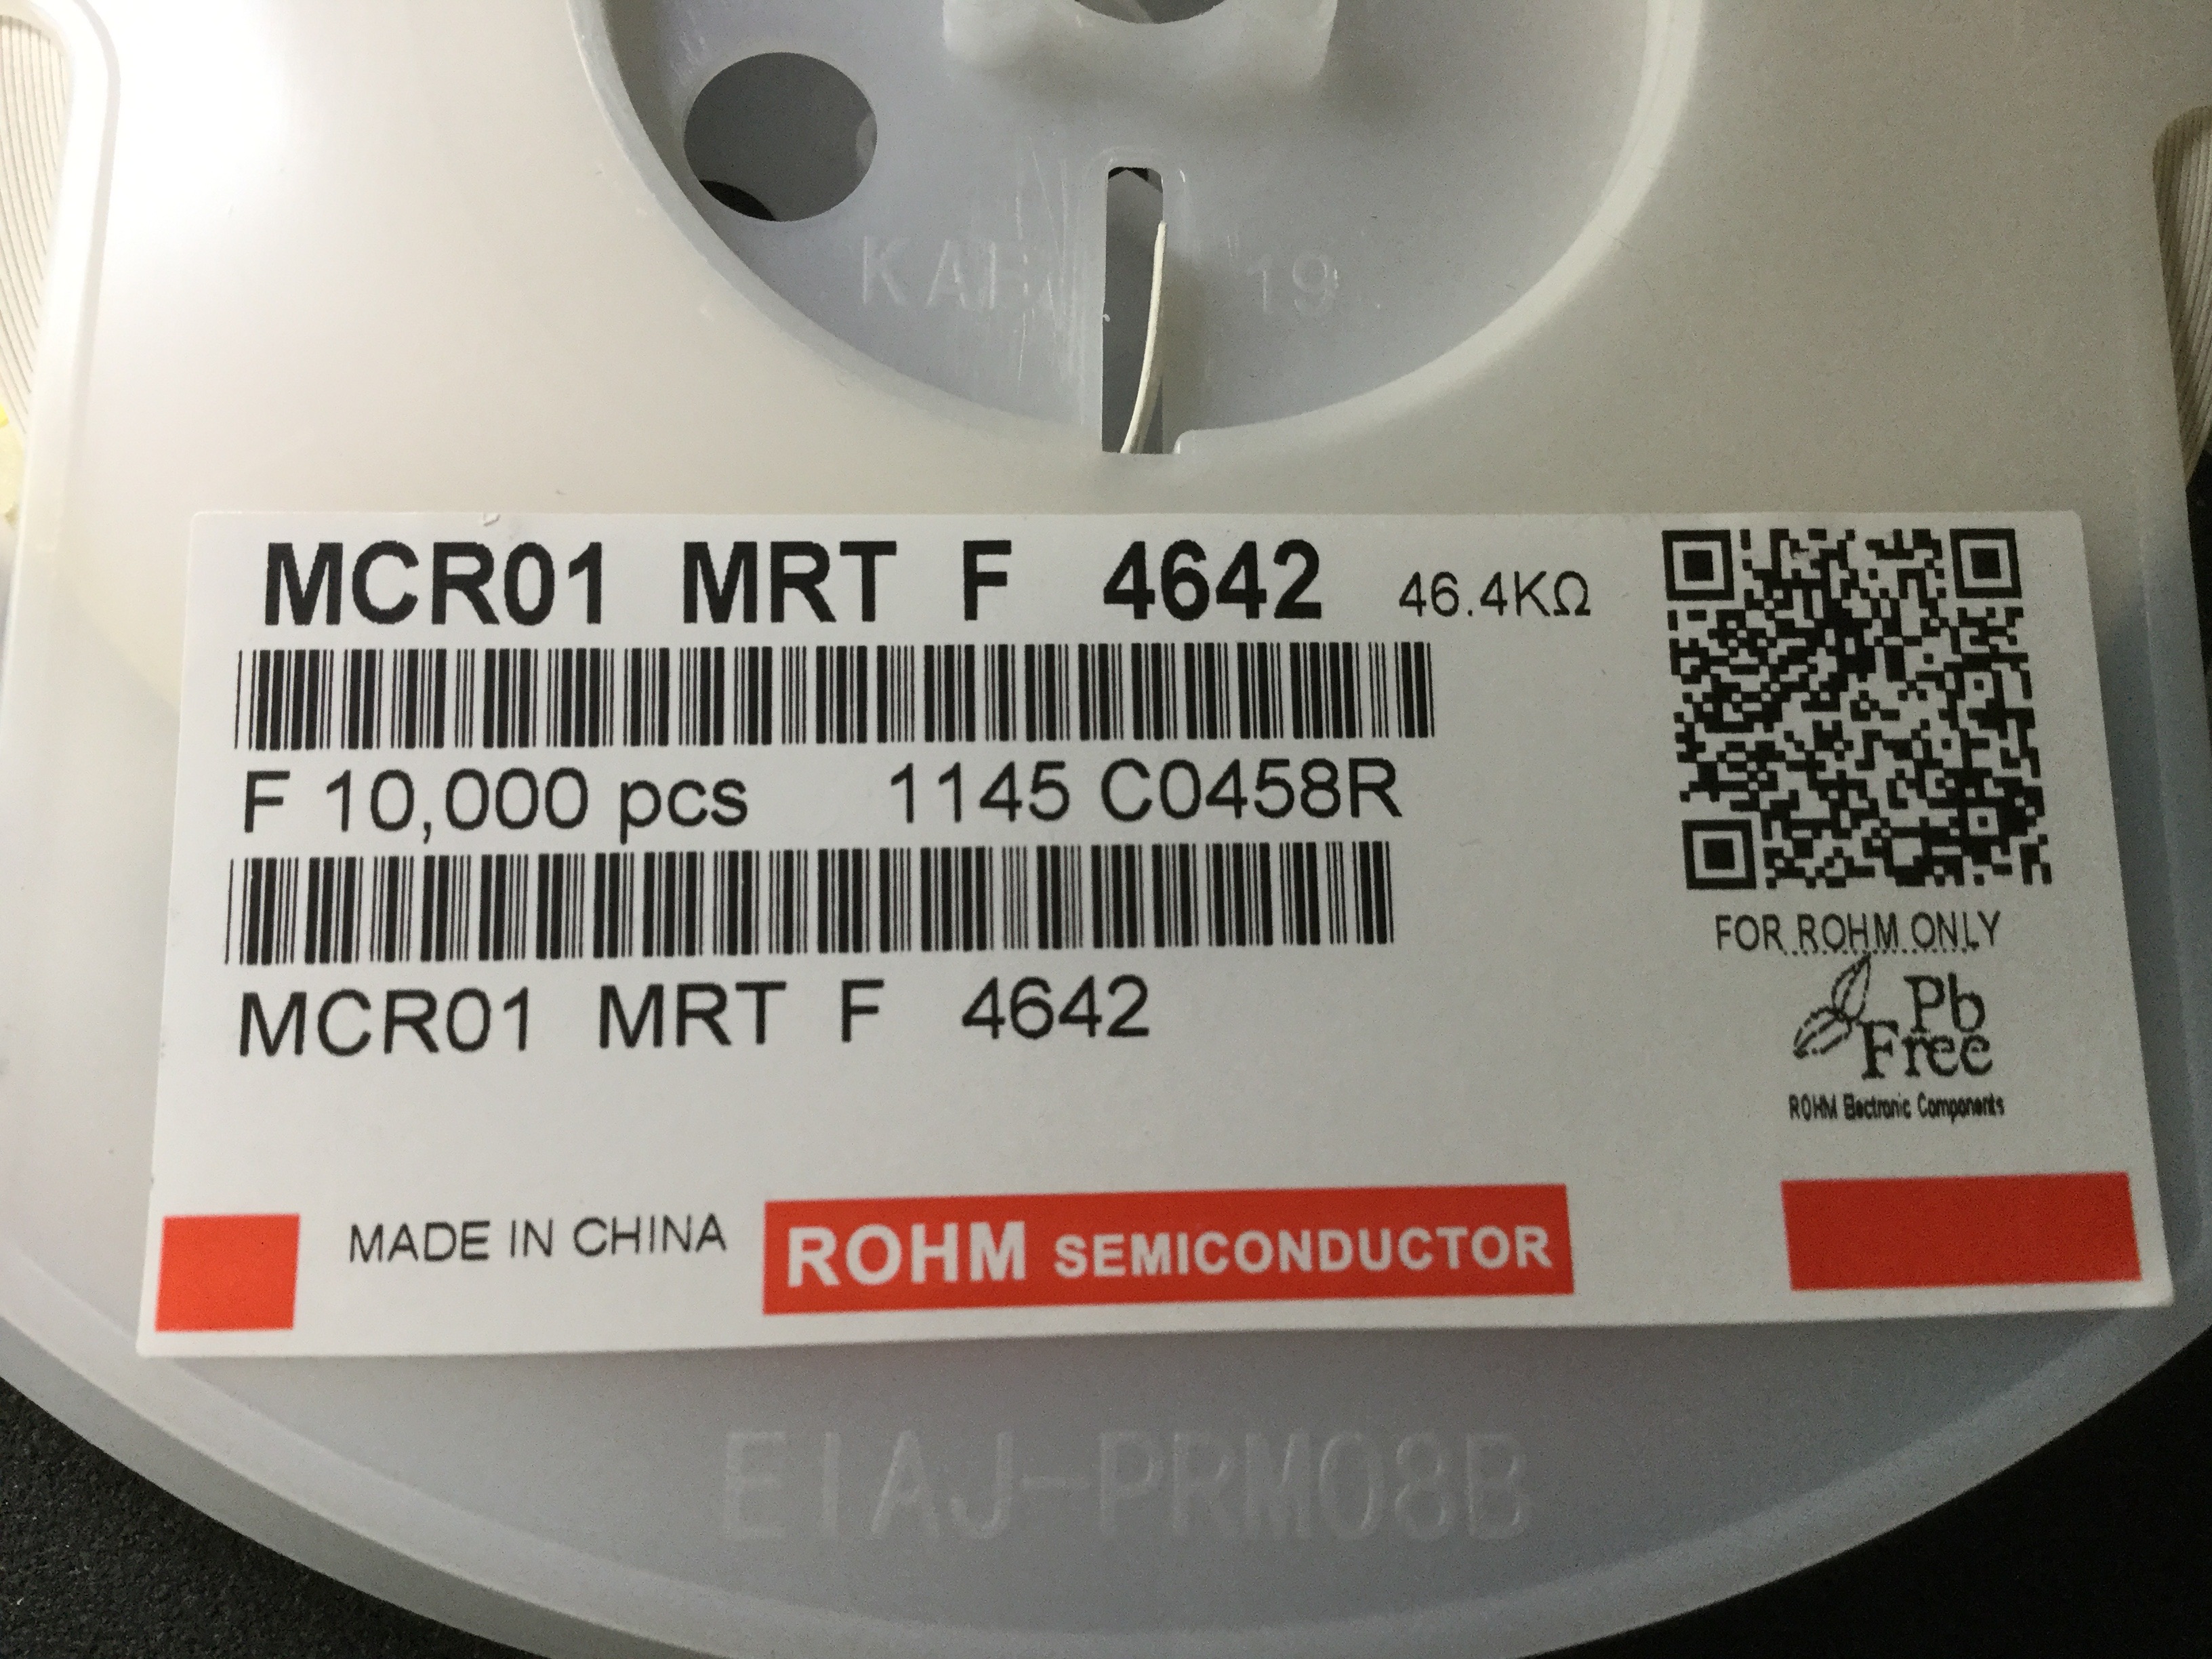 KAB 19
MCR01 MRT F 4642 46.4KΩ
F 10,000 pcs 1145 C0458R
MCR01 MRT F 4642
FOR ROHM ONLY
Pb
Free
ROHM Electronic Components
MADE IN CHINA
ROHM SEMICONDUCTOR
EIAJ-PRM08B